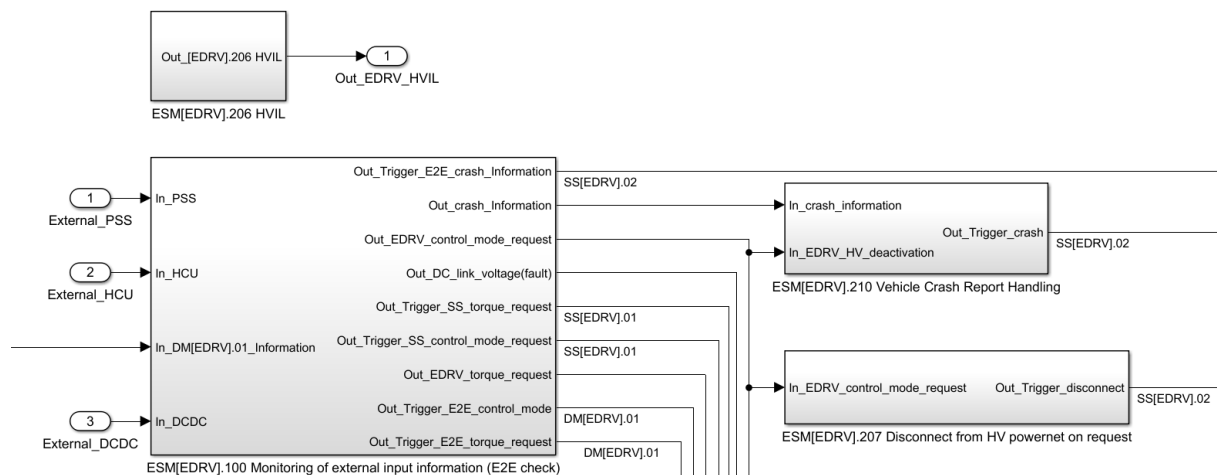 Out_[EDRV].206 HVIL
1
Out_EDRV_HVIL
ESM[EDRV].206 HVIL
1
External_PSS
2
External_HCU
3
External_DCDC
In_PSS
In_HCU
In_DM[EDRV].01_Information
In_DCDC
Out_Trigger_E2E_crash_Information
Out_crash_Information
Out_EDRV_control_mode_request
Out_DC_link_voltage(fault)
Out_Trigger_SS_torque_request
Out_Trigger_SS_control_mode_request
Out_EDRV_torque_request
Out_Trigger_E2E_control_mode
Out_Trigger_E2E_torque_request
ESM[EDRV].100 Monitoring of external input information (E2E check)
SS[EDRV].02
SS[EDRV].01
SS[EDRV].01
DM[EDRV].01
DM[EDRV].01
In_crash_information
In_EDRV_HV_deactivation
Out_Trigger_crash
SS[EDRV].02
ESM[EDRV].210 Vehicle Crash Report Handling
In_EDRV_control_mode_request
Out_Trigger_disconnect
SS[EDRV].02
ESM[EDRV].207 Disconnect from HV powernet on request